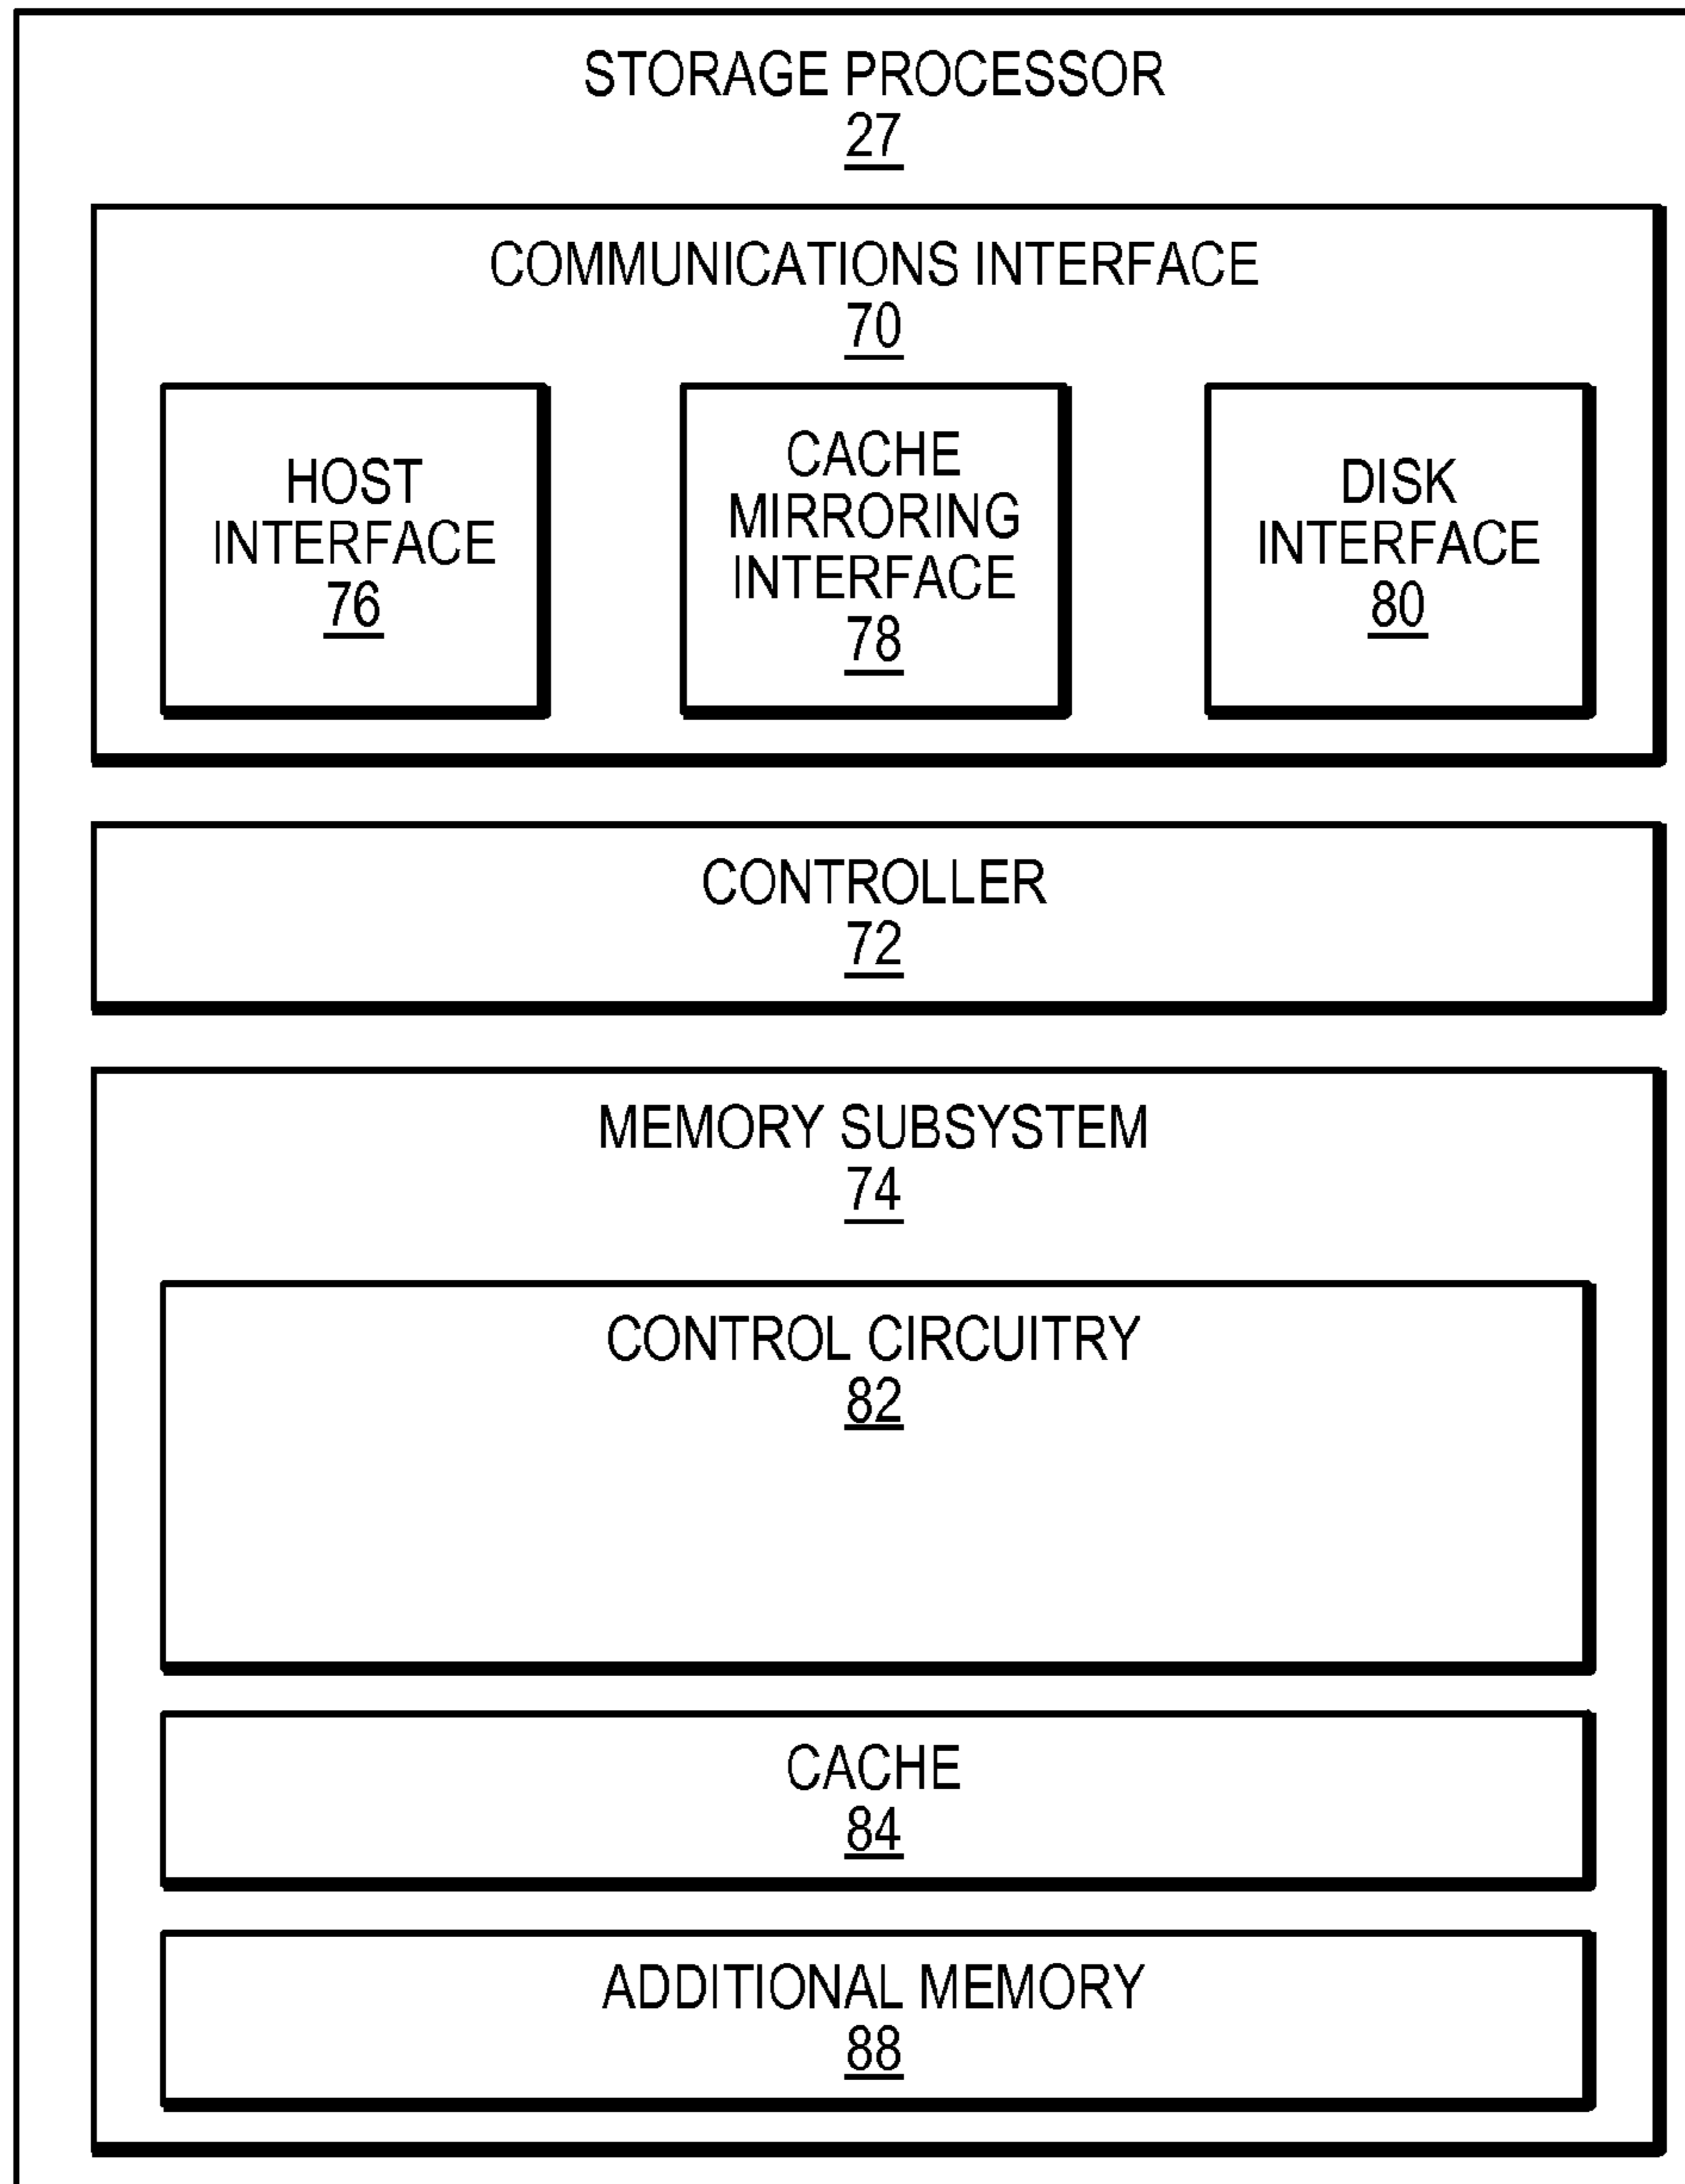 STORAGE PROCESSOR
27
COMMUNICATIONS INTERFACE
70
HOST
INTERFACE
76
CACHE
MIRRORING
INTERFACE
78
DISK
INTERFACE
80
CONTROLLER
72
MEMORY SUBSYSTEM
74
CONTROL CIRCUITRY
82
CACHE
84
ADDITIONAL MEMORY
88